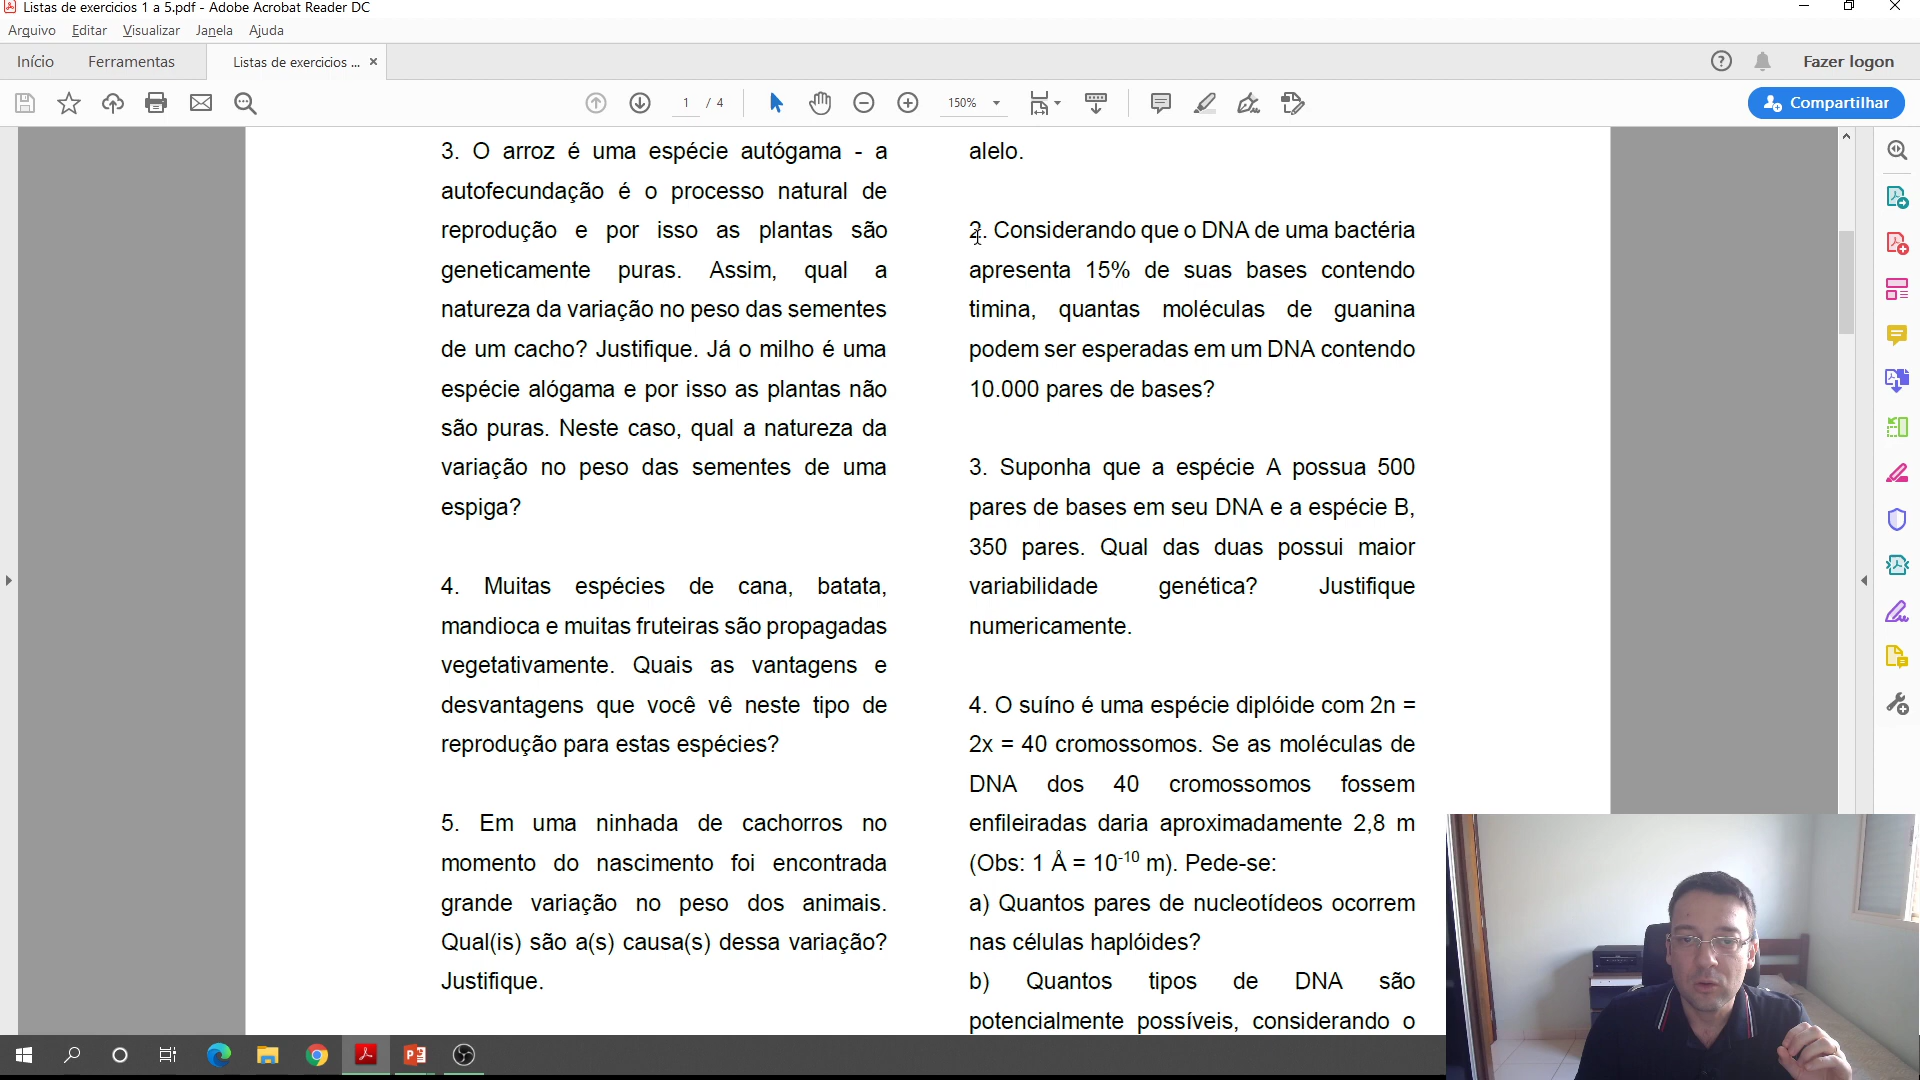 Listas de exercicios 1 a 5.pdf - Adobe Acrobat Reader DC
Arquivo Editar Visualizar Janela Ajuda
Início Ferramentas Listas de exercicios ... ×
Fazer logon
1 / 4
150%
Compartilhar
3. O arroz é uma espécie autógama - a
autofecundação é o processo natural de
reprodução e por isso as plantas são
geneticamente puras. Assim, qual a
natureza da variação no peso das sementes
de um cacho? Justifique. Já o milho é uma
espécie alógama e por isso as plantas não
são puras. Neste caso, qual a natureza da
variação no peso das sementes de uma
espiga?
4. Muitas espécies de cana, batata,
mandioca e muitas fruteiras são propagadas
vegetativamente. Quais as vantagens e
desvantagens que você vê neste tipo de
reprodução para estas espécies?
5. Em uma ninhada de cachorros no
momento do nascimento foi encontrada
grande variação no peso dos animais.
Qual(is) são a(s) causa(s) dessa variação?
Justifique.
alelo.
2. Considerando que o DNA de uma bactéria
apresenta 15% de suas bases contendo
timina, quantas moléculas de guanina
podem ser esperadas em um DNA contendo
10.000 pares de bases?
3. Suponha que a espécie A possua 500
pares de bases em seu DNA e a espécie B,
350 pares. Qual das duas possui maior
variabilidade genética? Justifique
numericamente.
4. O suíno é uma espécie diplóide com 2n =
2x = 40 cromossomos. Se as moléculas de
DNA dos 40 cromossomos fossem
enfileiradas daria aproximadamente 2,8 m
(Obs: 1 Å = 10⁻¹⁰ m). Pede-se:
a) Quantos pares de nucleotídeos ocorrem
nas células haplóides?
b) Quantos tipos de DNA são
potencialmente possíveis, considerando o